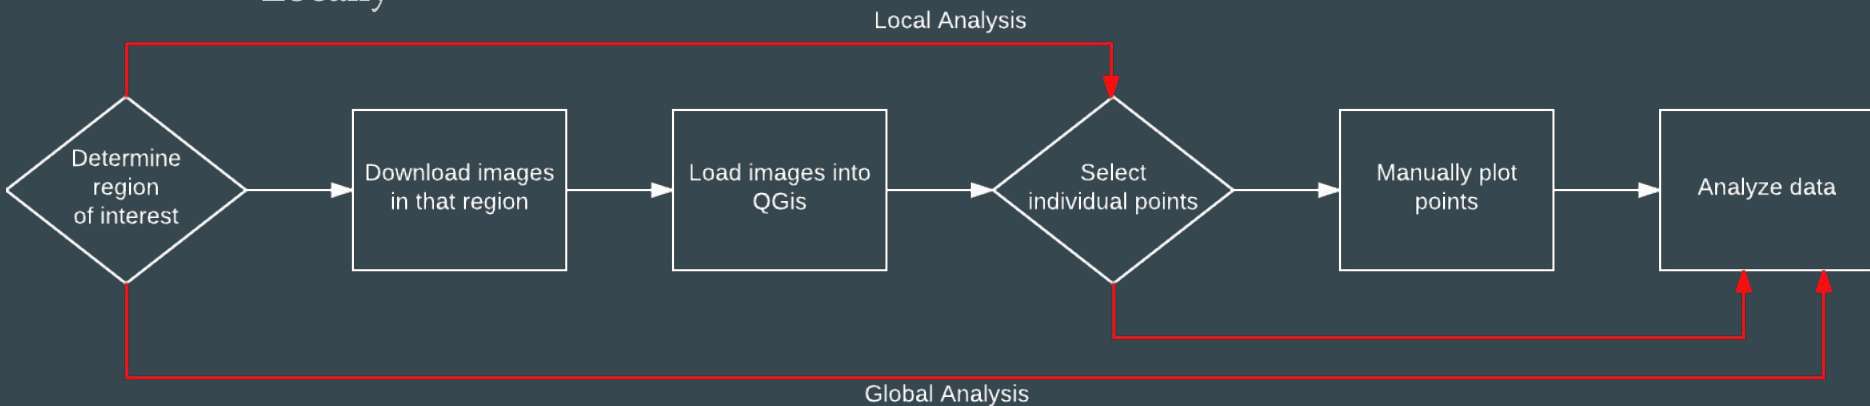 Locally
Local Analysis
Determine
region
of interest
Download images
in that region
Load images into
QGis
Select
individual points
Manually plot
points
Analyze data
Global Analysis